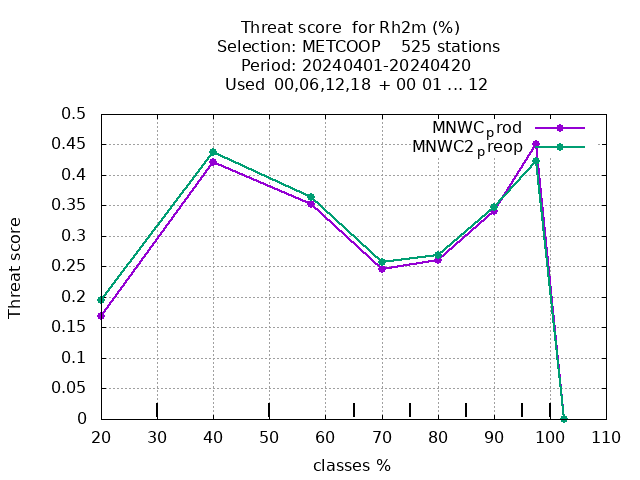 Threat score  for Rh2m (%)
Selection: METCOOP    525 stations
Period: 20240401-20240420
Used  00,06,12,18 + 00 01 ... 12
MNWCprod
MNWC2preop
0.5
0.45
0.4
0.35
0.3
0.25
0.2
0.15
0.1
0.05
0
Threat score
20 30 40 50 60 70 80 90 100 110
classes %